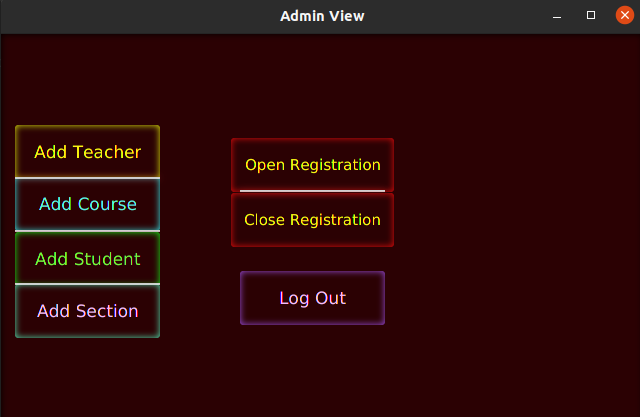 Admin View
Add Teacher
Add Course
Add Student
Add Section
Open Registration
Close Registration
Log Out